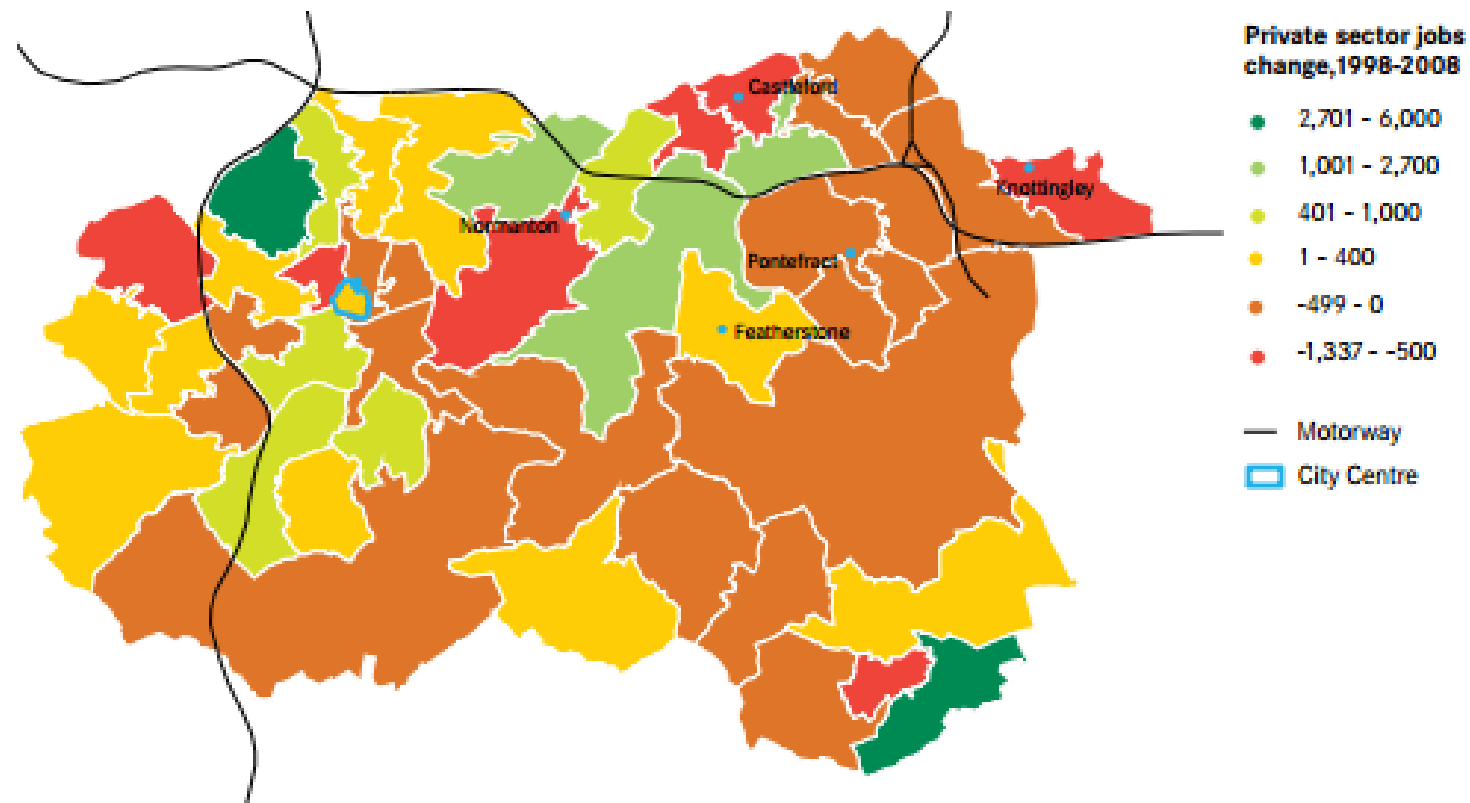 Private sector jobs
change,1998-2008
2,701 - 6,000
1,001 - 2,700
401 - 1,000
1 - 400
-499 - 0
-1,337 - -500
Motorway
City Centre
Castleford
Knottingley
Normanton
Pontefract
Featherstone